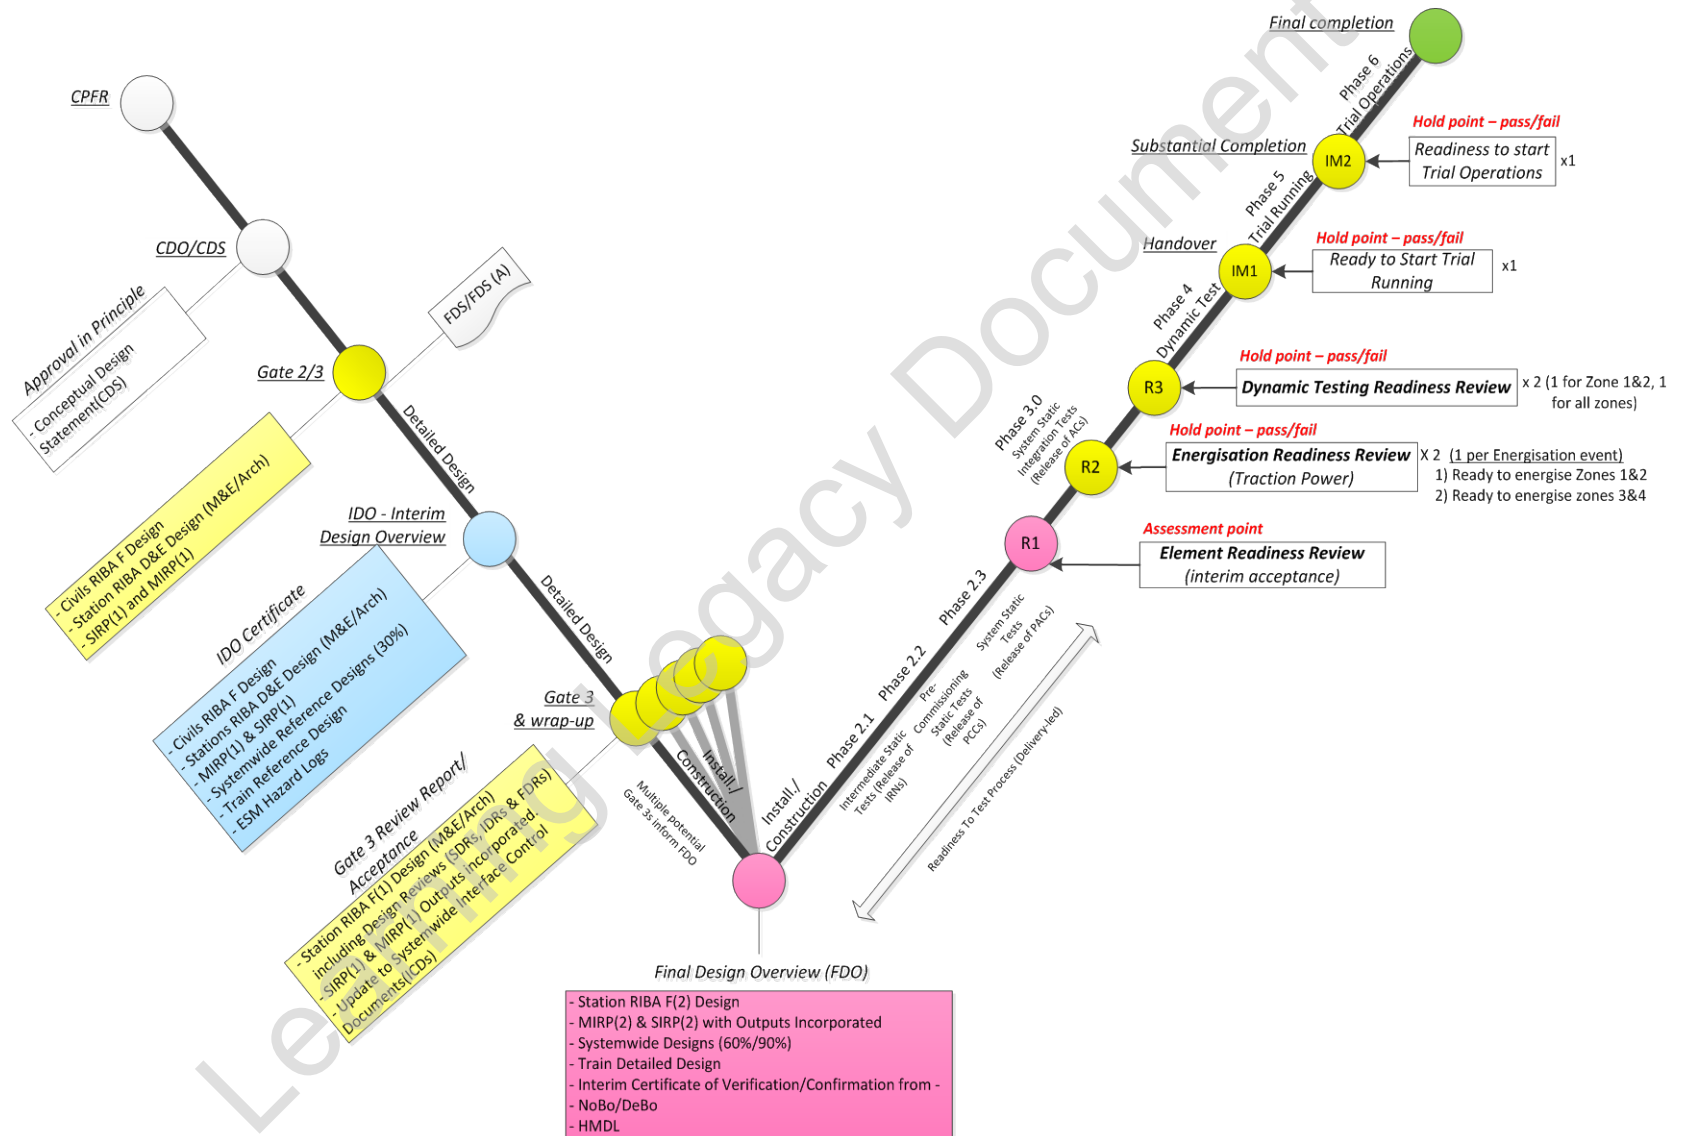 CPFR
CDO/CDS
Approval in Principle
- Conceptual Design
Statement(CDS)
Gate 2/3
FDS/FDS (A)
- Civils RIBA F Design
- Station RIBA D&E Design (M&E/Arch)
- SIRP(1) and MIRP(1)
Detailed Design
IDO - Interim
Design Overview
IDO Certificate
- Civils RIBA F Design
- Stations RIBA D&E Design (M&E/Arch)
- MIRP(1) & SIRP(1)
- Systemwide Reference Designs (30%)
- Train Reference Design
- ESM Hazard Logs
Detailed Design
Gate 3
& wrap-up
Gate 3 Review Report/
Acceptance
- Station RIBA F(1) Design (M&E/Arch)
including Design Reviews (SDRs, IDRs & FDRs)
- SIRP(1) & MIRP(1) Outputs incorporated.
- Update to Systemwide Interface Control
Documents(ICDs)
Install./
Construction
Multiple potential
Gate 3s inform FDO
Final Design Overview (FDO)
- Station RIBA F(2) Design
- MIRP(2) & SIRP(2) with Outputs Incorporated
- Systemwide Designs (60%/90%)
- Train Detailed Design
- Interim Certificate of Verification/Confirmation from -
- NoBo/DeBo
- HMDL
Install./
Construction
Phase 2.1
Phase 2.2
Phase 2.3
Intermediate Static
Tests (Release of
IRNs)
Pre-
Commissioning
Static Tests
(Release of
PCCs)
System Static
Tests
(Release of PACs)
Readiness To Test Process (Delivery-led)
R1
Assessment point
Element Readiness Review
(interim acceptance)
R2
Hold point – pass/fail
Energisation Readiness Review
(Traction Power)
X 2 (1 per Energisation event)
1) Ready to energise Zones 1&2
2) Ready to energise zones 3&4
Phase 3.0
System Static
Integration Tests
(Release of ACs)
R3
Hold point – pass/fail
Dynamic Testing Readiness Review
x 2 (1 for Zone 1&2, 1
for all zones)
Phase 4
Dynamic Test
Handover
IM1
Hold point – pass/fail
Ready to Start Trial
Running
x1
Phase 5
Trial Running
Substantial Completion
IM2
Hold point – pass/fail
Readiness to start
Trial Operations
x1
Phase 6
Trial Operations
Final completion
Learning Legacy Document